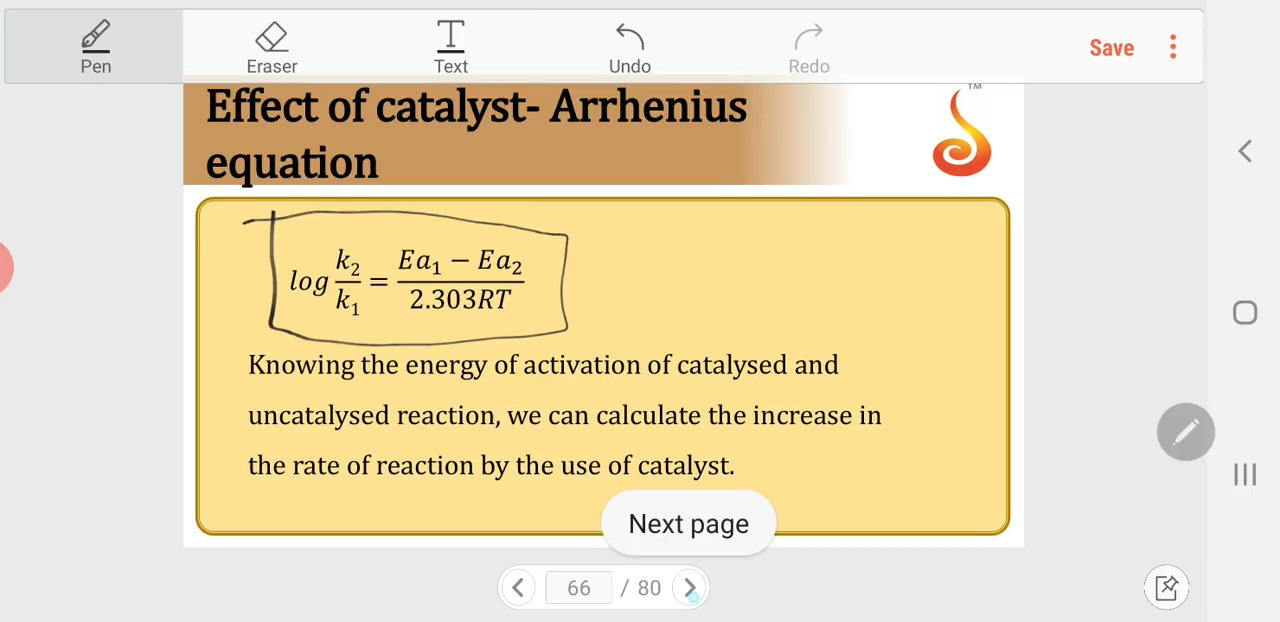 Pen
Eraser
Text
Undo
Redo
Save
TM
Effect of catalyst- Arrhenius
equation
log k₂/k₁ = (Ea₁ − Ea₂)/2.303RT
Knowing the energy of activation of catalysed and
uncatalysed reaction, we can calculate the increase in
the rate of reaction by the use of catalyst.
Next page
66 / 80